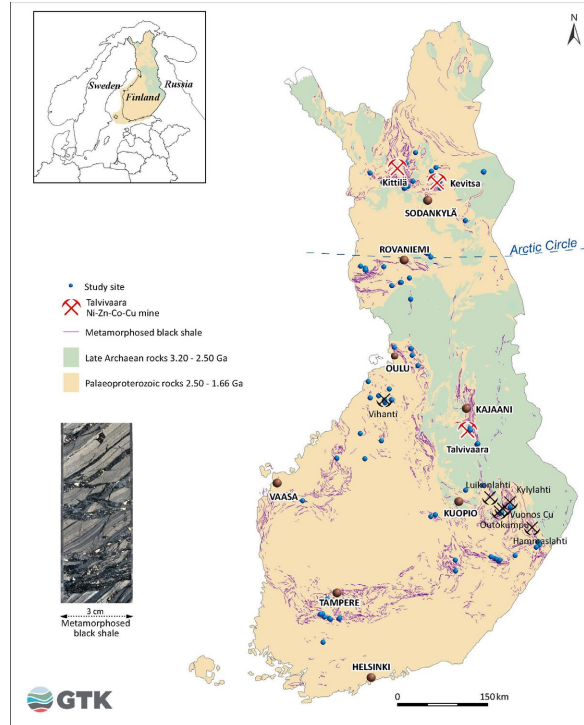 N
Sweden
Russia
Finland
Kittilä
Kevitsa
SODANKYLÄ
ROVANIEMI
Arctic Circle
Study site
Talvivaara
Ni-Zn-Co-Cu mine
Metamorphosed black shale
Late Archaean rocks 3.20 - 2.50 Ga
Palaeoproterozoic rocks 2.50 - 1.66 Ga
OULU
Vihanti
KAJAANI
Talvivaara
VAASA
Luikonlahti
Kylylahti
KUOPIO
Vuonos Cu
Outokumpu
Hammaslahti
3 cm
Metamorphosed
black shale
TAMPERE
HELSINKI
GTK
0
150 km